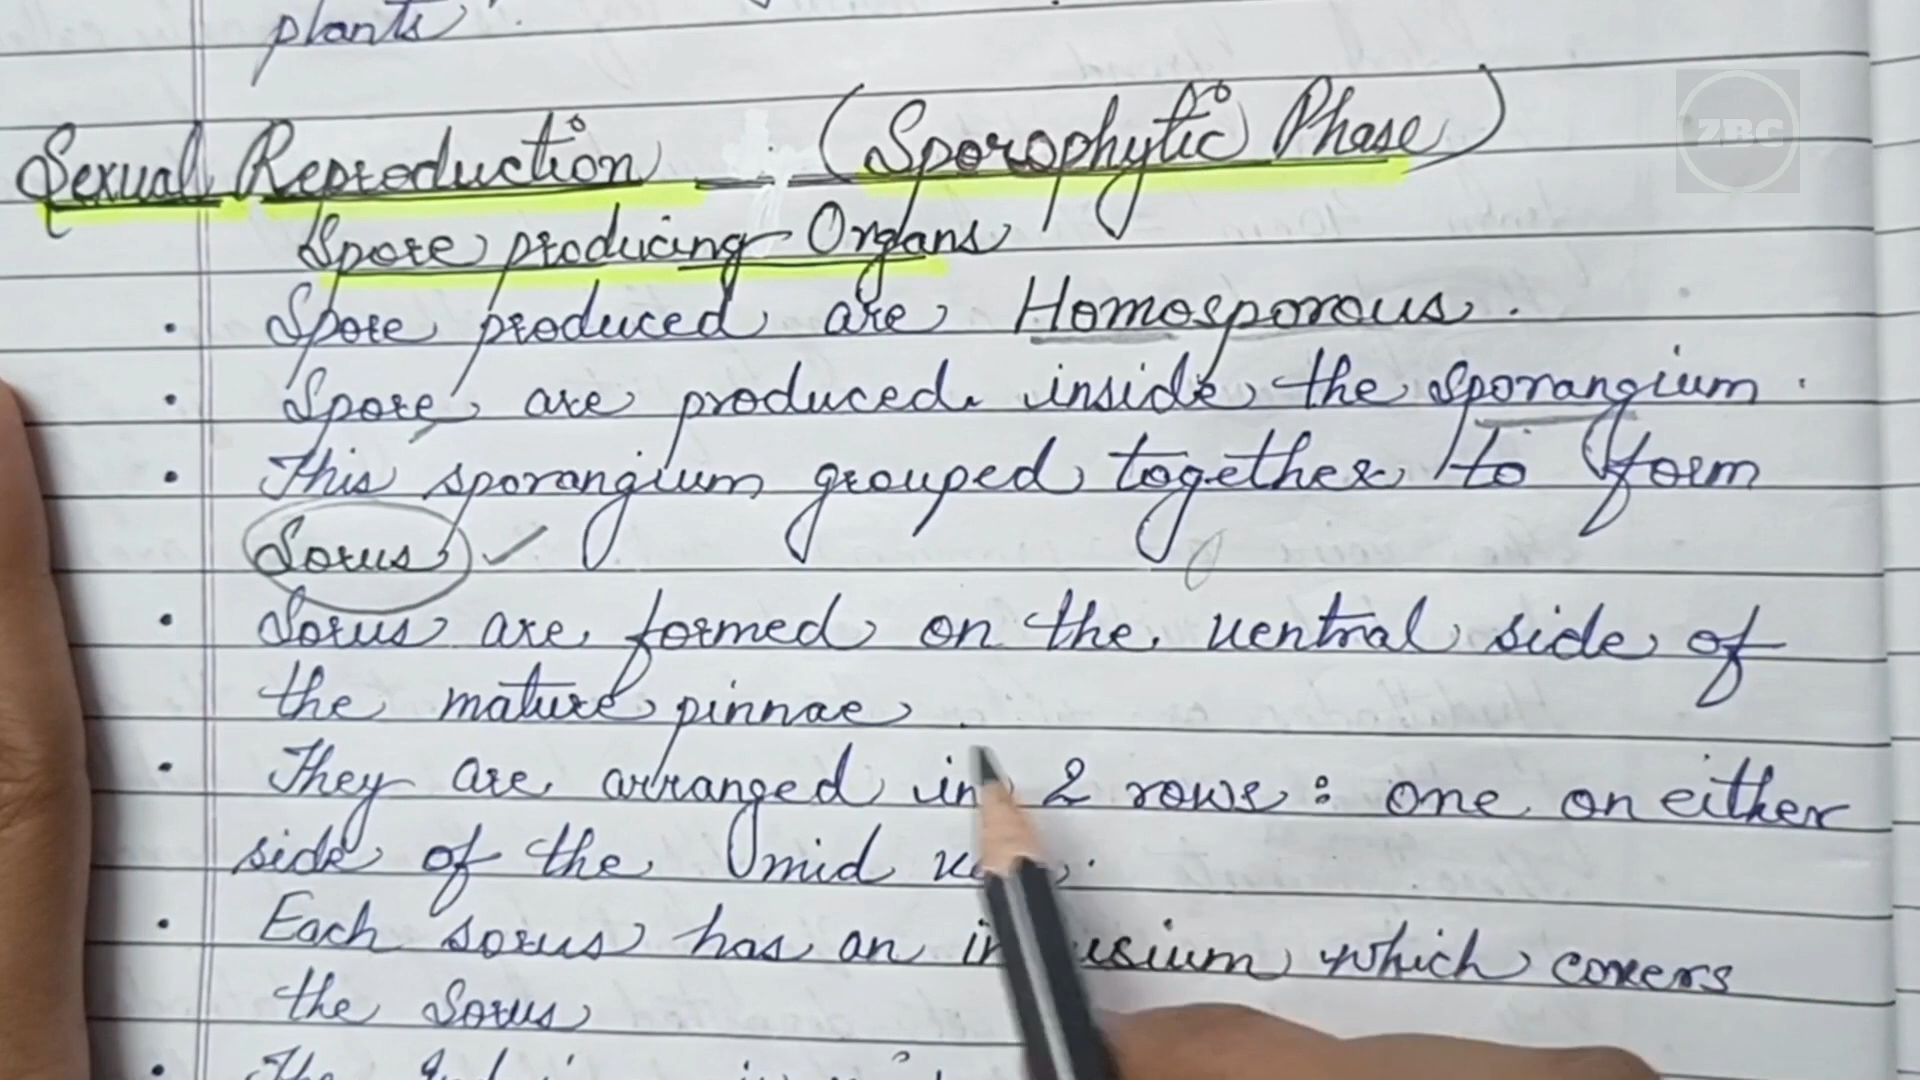 plants
Sexual Reproduction - (Sporophytic Phase)
ZBC
Spore producing Organs
• Spore produced are Homosporous.
• Spore are produced inside the sporangium.
• This sporangium grouped together to form
Sorus ✓
• Sorus are formed on the ventral side of
the mature pinnae
• They are arranged in 2 rows: one on either
side of the mid
• Each sorus has an which covers
the Sorus
• The